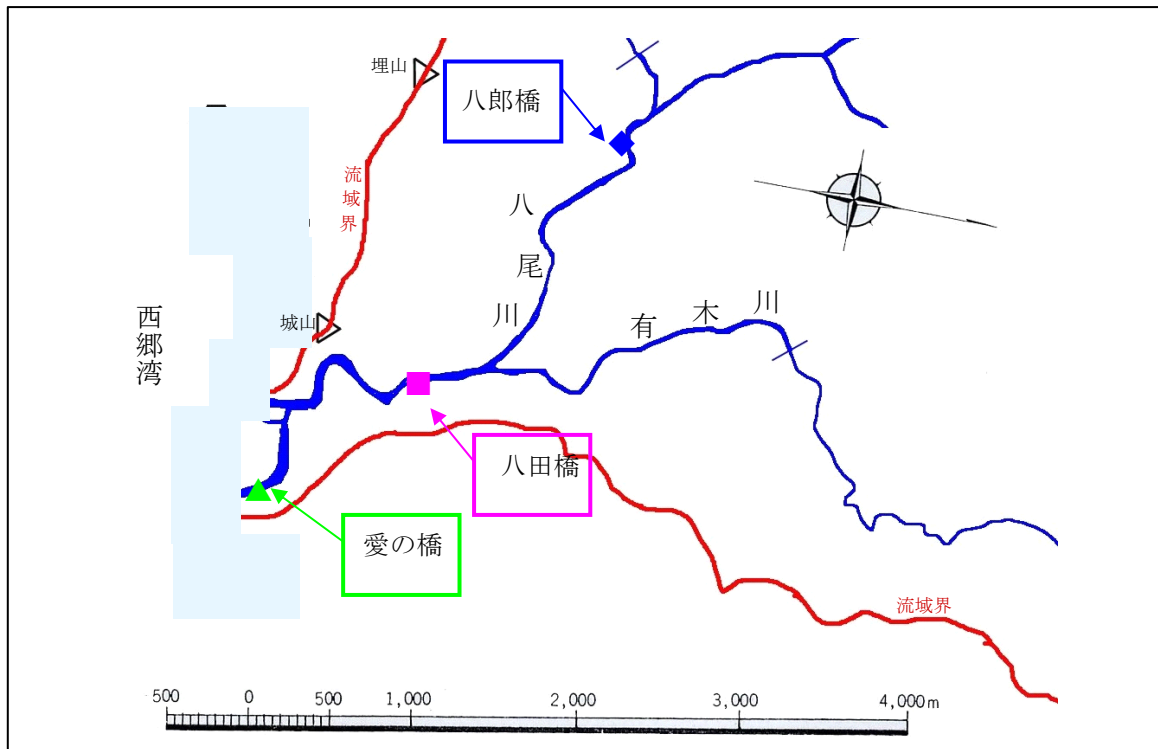 埋山
八郎橋
流域界
八尾川
有木川
城山
西郷湾
八田橋
愛の橋
流域界
500 0 500 1,000 2,000 3,000 4,000m